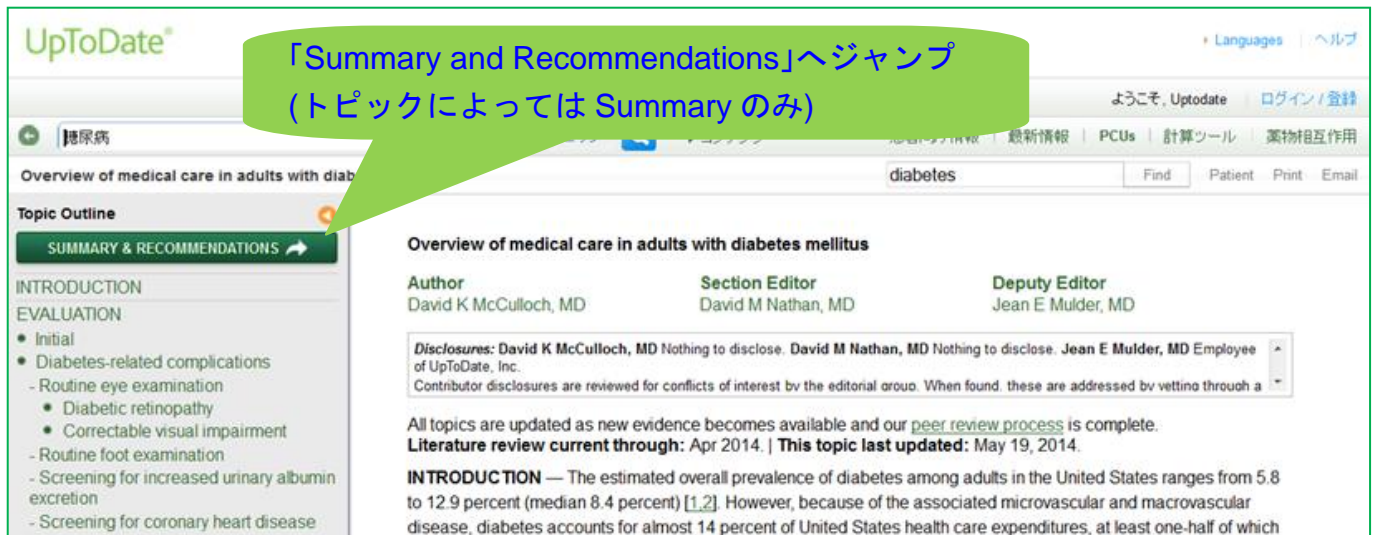 UpToDate®
「Summary and Recommendations」へジャンプ
(トピックによっては Summary のみ)
Languages ヘルプ
ようこそ, Uptodate ログイン / 登録
糖尿病
最新情報 PCUs 計算ツール 薬物相互作用
Overview of medical care in adults with diab
diabetes Find Patient Print Email
Topic Outline
SUMMARY & RECOMMENDATIONS
INTRODUCTION
EVALUATION
• Initial
• Diabetes-related complications
- Routine eye examination
• Diabetic retinopathy
• Correctable visual impairment
- Routine foot examination
- Screening for increased urinary albumin
excretion
- Screening for coronary heart disease
Overview of medical care in adults with diabetes mellitus
Author Section Editor Deputy Editor
David K McCulloch, MD David M Nathan, MD Jean E Mulder, MD
Disclosures: David K McCulloch, MD Nothing to disclose. David M Nathan, MD Nothing to disclose. Jean E Mulder, MD Employee
of UpToDate, Inc.
Contributor disclosures are reviewed for conflicts of interest by the editorial group. When found, these are addressed by vetting through a
All topics are updated as new evidence becomes available and our peer review process is complete.
Literature review current through: Apr 2014. | This topic last updated: May 19, 2014.
INTRODUCTION — The estimated overall prevalence of diabetes among adults in the United States ranges from 5.8
to 12.9 percent (median 8.4 percent) [1,2]. However, because of the associated microvascular and macrovascular
disease, diabetes accounts for almost 14 percent of United States health care expenditures, at least one-half of which